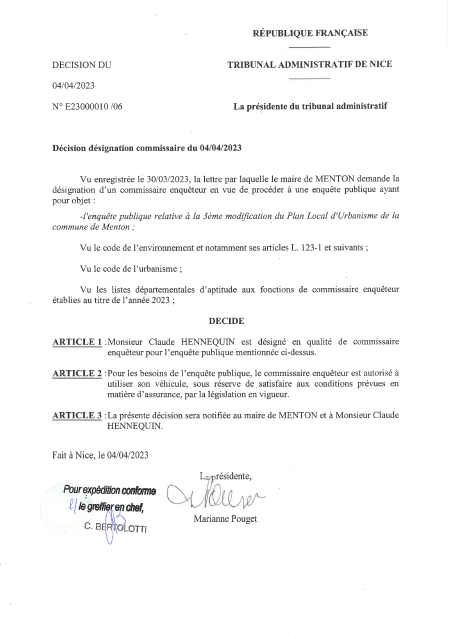 RÉPUBLIQUE FRANÇAISE
DECISION DU
TRIBUNAL ADMINISTRATIF DE NICE
04/04/2023
N° E23000010 /06
La présidente du tribunal administratif
Décision désignation commissaire du 04/04/2023
Vu enregistrée le 30/03/2023, la lettre par laquelle le maire de MENTON demande la
désignation d'un commissaire enquêteur en vue de procéder à une enquête publique ayant
pour objet :
-l'enquête publique relative à la 3ème modification du Plan Local d'Urbanisme de la
commune de Menton ;
Vu le code de l'environnement et notamment ses articles L. 123-1 et suivants ;
Vu le code de l'urbanisme ;
Vu les listes départementales d'aptitude aux fonctions de commissaire enquêteur
établies au titre de l'année 2023 ;
DECIDE
ARTICLE 1 :Monsieur Claude HENNEQUIN est désigné en qualité de commissaire
enquêteur pour l'enquête publique mentionnée ci-dessus.
ARTICLE 2 :Pour les besoins de l'enquête publique, le commissaire enquêteur est autorisé à
utiliser son véhicule, sous réserve de satisfaire aux conditions prévues en
matière d'assurance, par la législation en vigueur.
ARTICLE 3 :La présente décision sera notifiée au maire de MENTON et à Monsieur Claude
HENNEQUIN.
Fait à Nice, le 04/04/2023
La présidente,
Pour expédition conforme
le greffier en chef,
C. BERTOLOTTI
Marianne Pouget